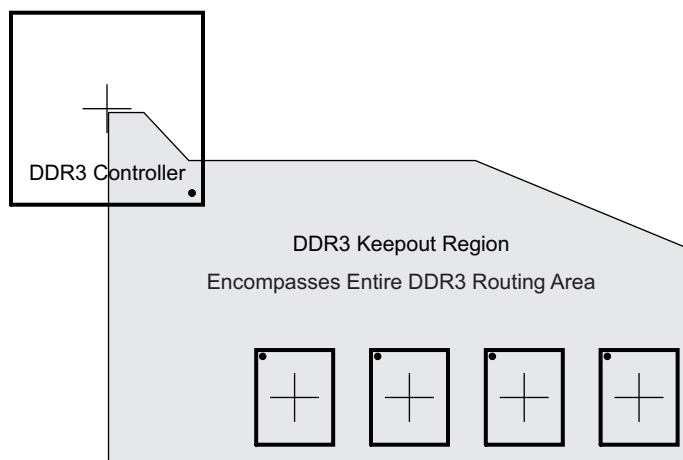 DDR3 Controller
DDR3 Keepout Region
Encompasses Entire DDR3 Routing Area